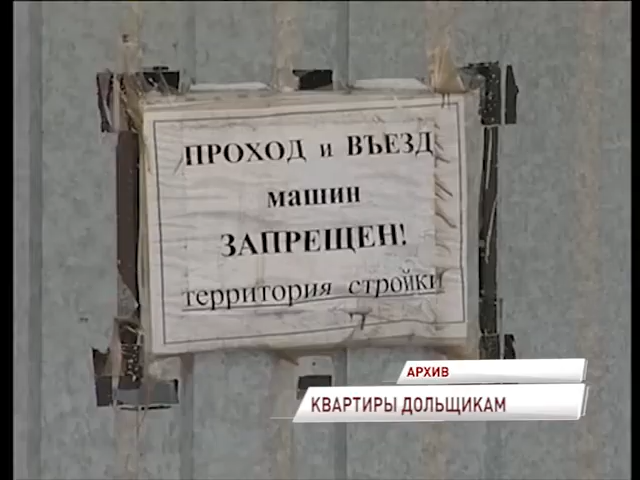 ПРОХОД и ВЪЕЗД
машин
ЗАПРЕЩЕН!
территория стройки
АРХИВ
КВАРТИРЫ ДОЛЬЩИКАМ